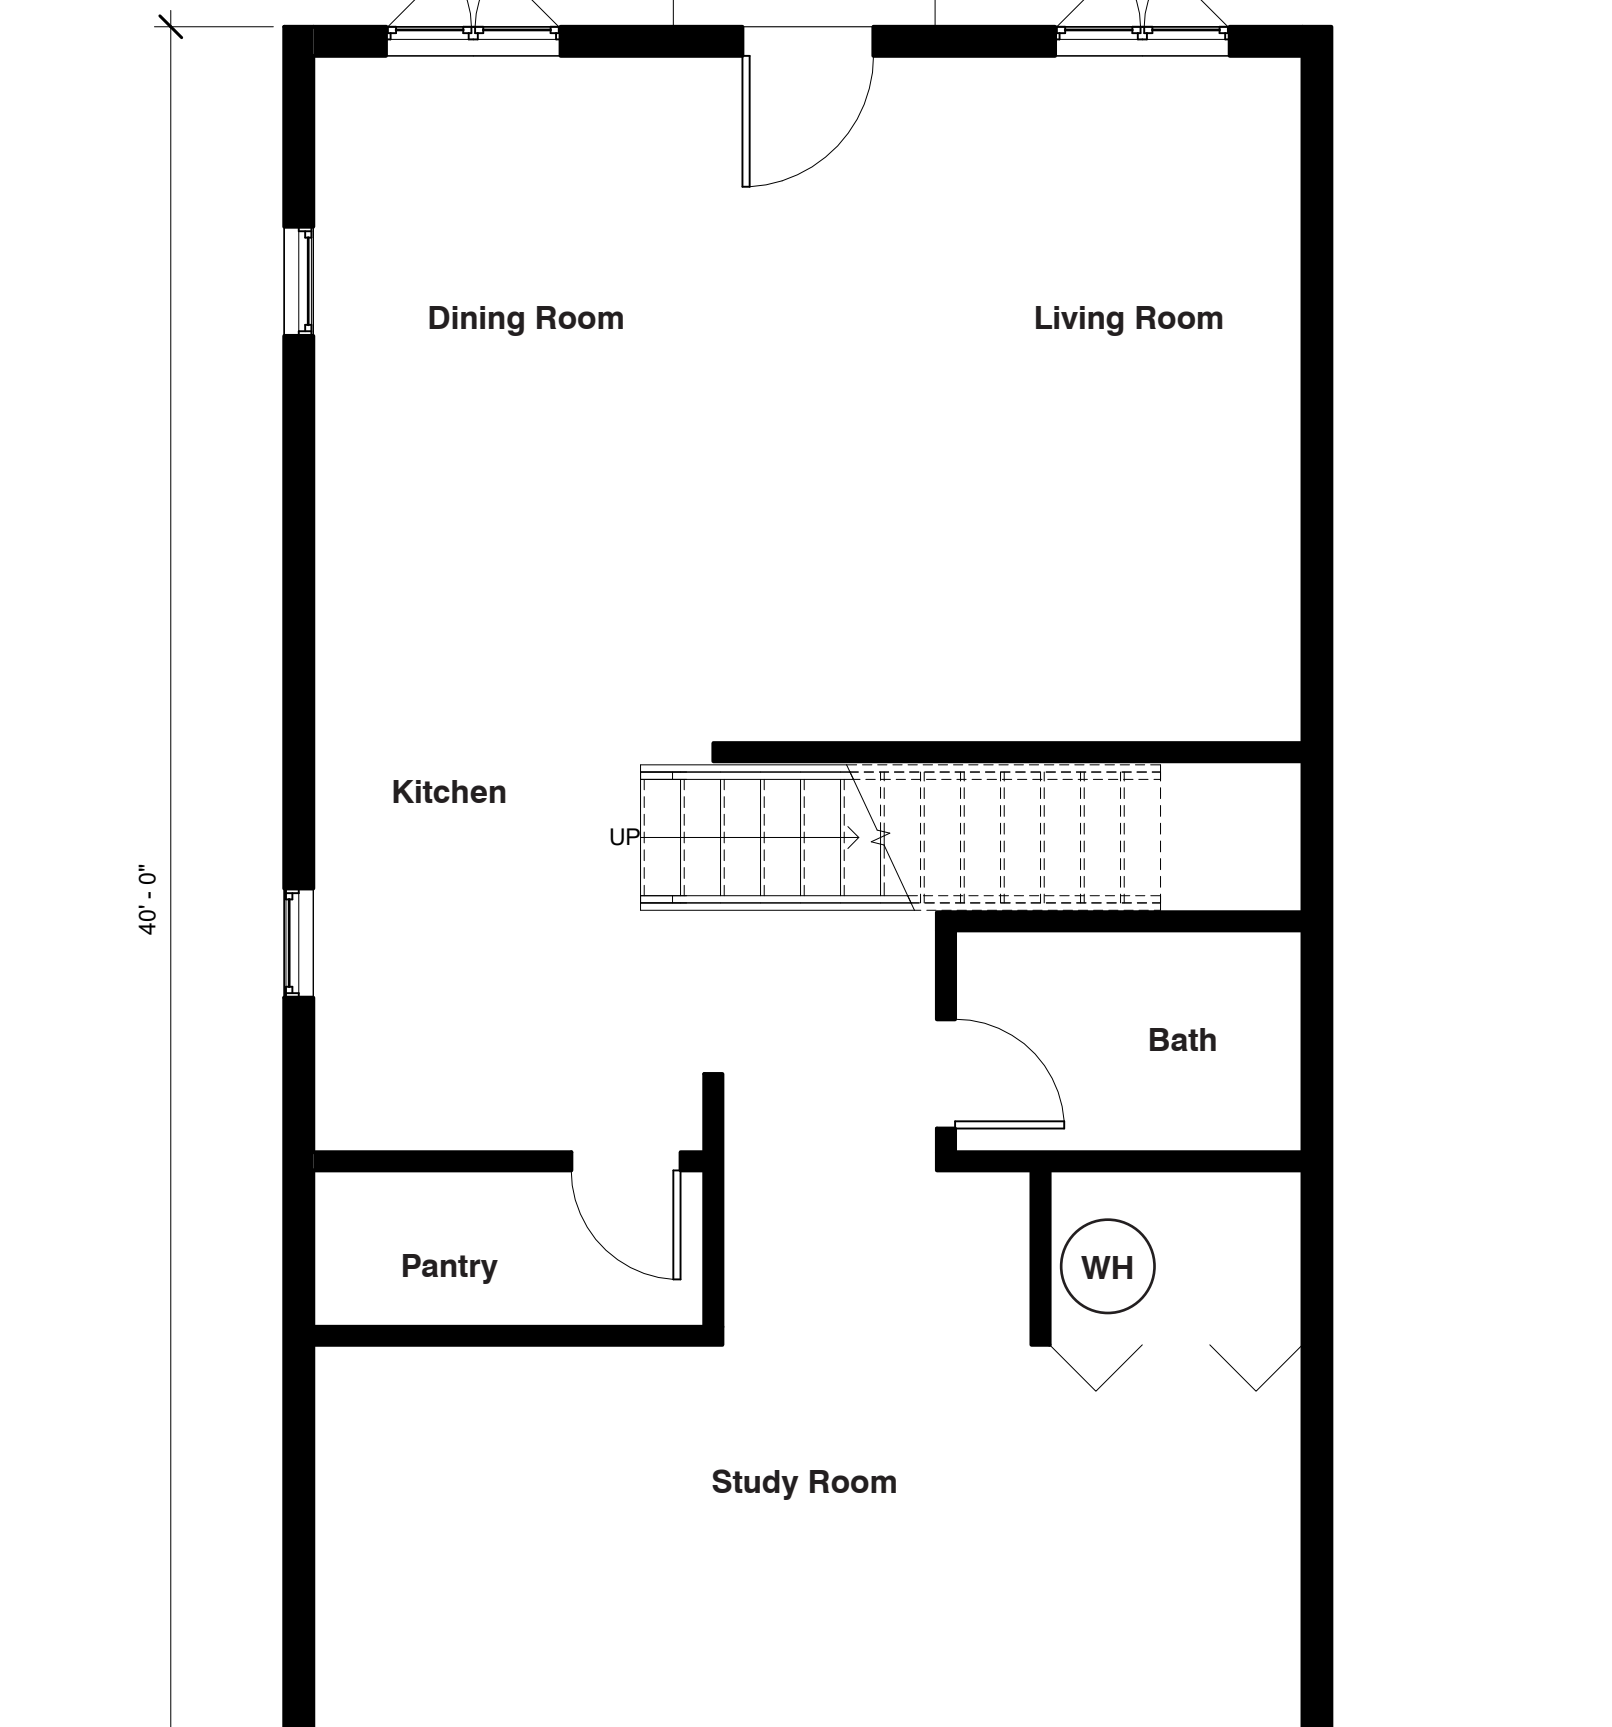 Dining Room
Living Room
Kitchen
UP
40' - 0"
Bath
Pantry
WH
Study Room